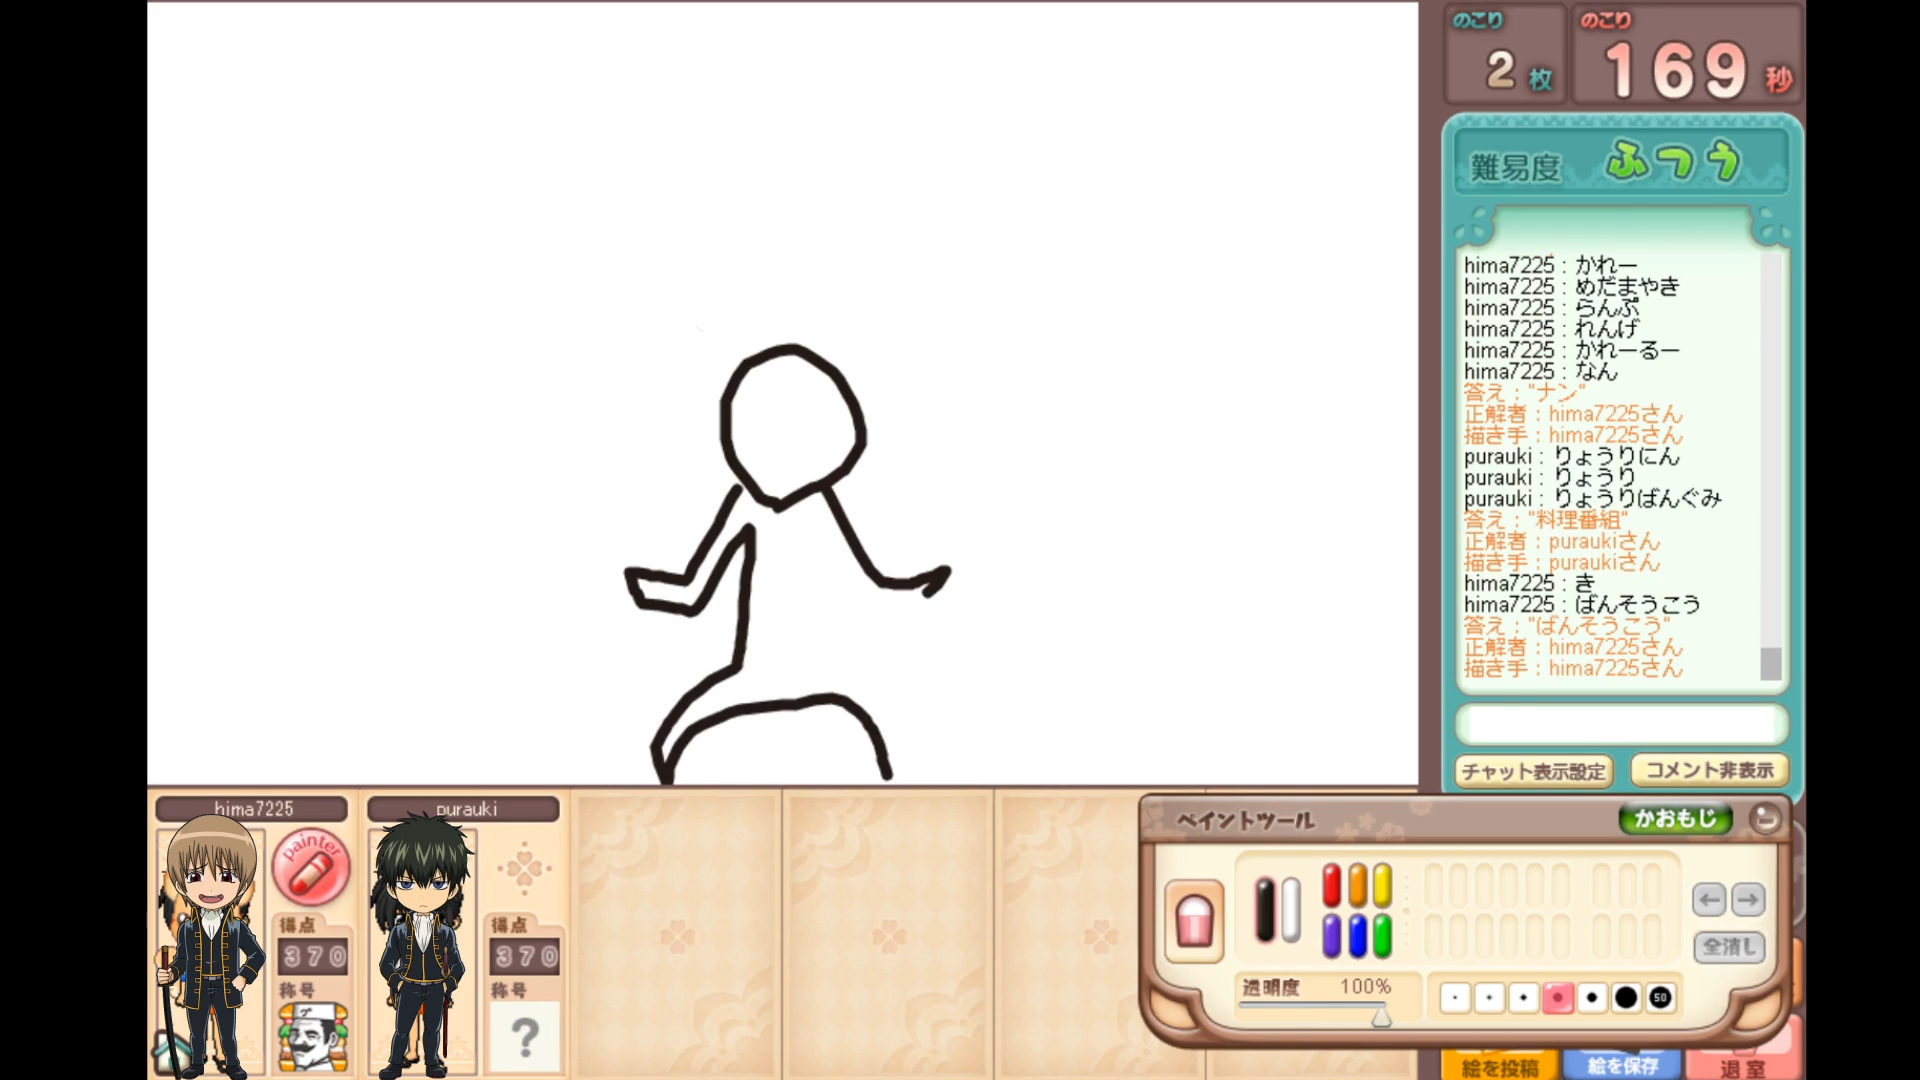 のこり
2枚
のこり
169秒
難易度 ふつう
hima7225 : かれー
hima7225 : めだまやき
hima7225 : らんぷ
hima7225 : れんげ
hima7225 : かれーるー
hima7225 : なん
答え : "ナン"
正解者 : hima7225さん
描き手 : hima7225さん
purauki : りょうりにん
purauki : りょうり
purauki : りょうりばんぐみ
答え : "料理番組"
正解者 : puraukiさん
描き手 : puraukiさん
hima7225 : き
hima7225 : ばんそうこう
答え : "ばんそうこう"
正解者 : hima7225さん
描き手 : hima7225さん
チャット表示設定
コメント非表示
hima7225
painter
得点
370
称号
purauki
得点
370
称号
?
ペイントツール
かおもじ
全消し
透明度 100%
50
絵を投稿
絵を保存
退室